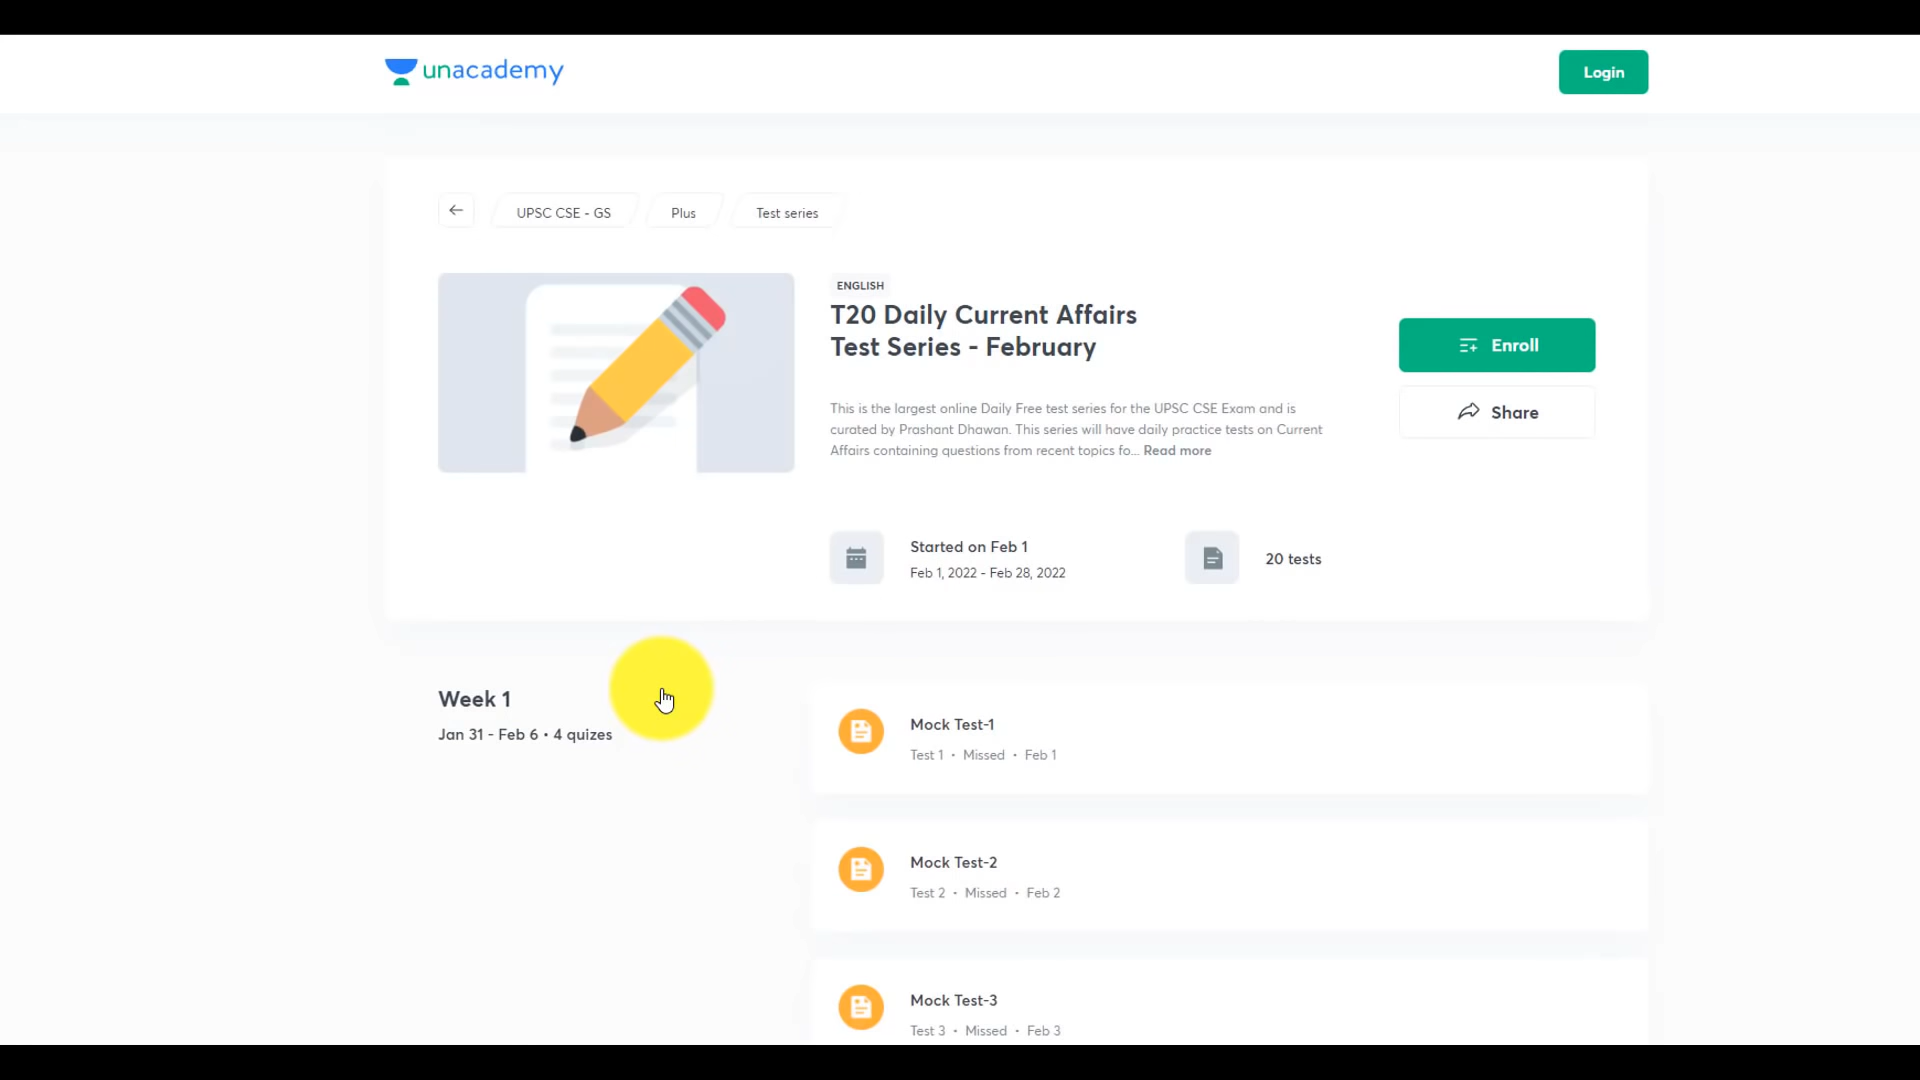 unacademy
Login
UPSC CSE - GS
Plus
Test series
ENGLISH
T20 Daily Current Affairs
Test Series - February
Enroll
Share
This is the largest online Daily Free test series for the UPSC CSE Exam and is
curated by Prashant Dhawan. This series will have daily practice tests on Current
Affairs containing questions from recent topics fo... Read more
Started on Feb 1
Feb 1, 2022 - Feb 28, 2022
20 tests
Week 1
Jan 31 - Feb 6 • 4 quizes
Mock Test-1
Test 1 • Missed • Feb 1
Mock Test-2
Test 2 • Missed • Feb 2
Mock Test-3
Test 3 • Missed • Feb 3